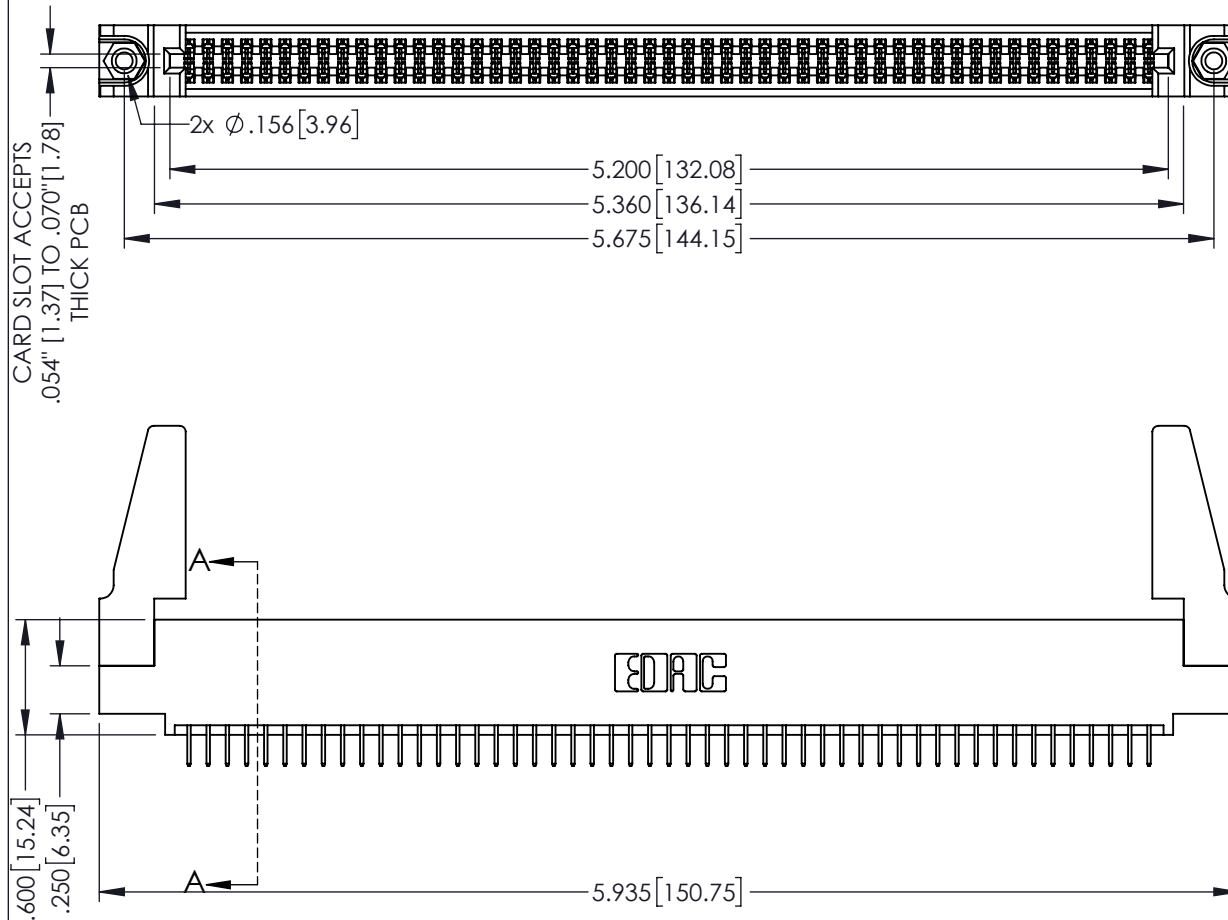 2x Ø.156[3.96]
5.200[132.08]
5.360[136.14]
5.675[144.15]
CARD SLOT ACCEPTS
.054" [1.37] TO .070"[1.78]
THICK PCB
A
EDAC
.600[15.24]
.250[6.35]
A
5.935[150.75]